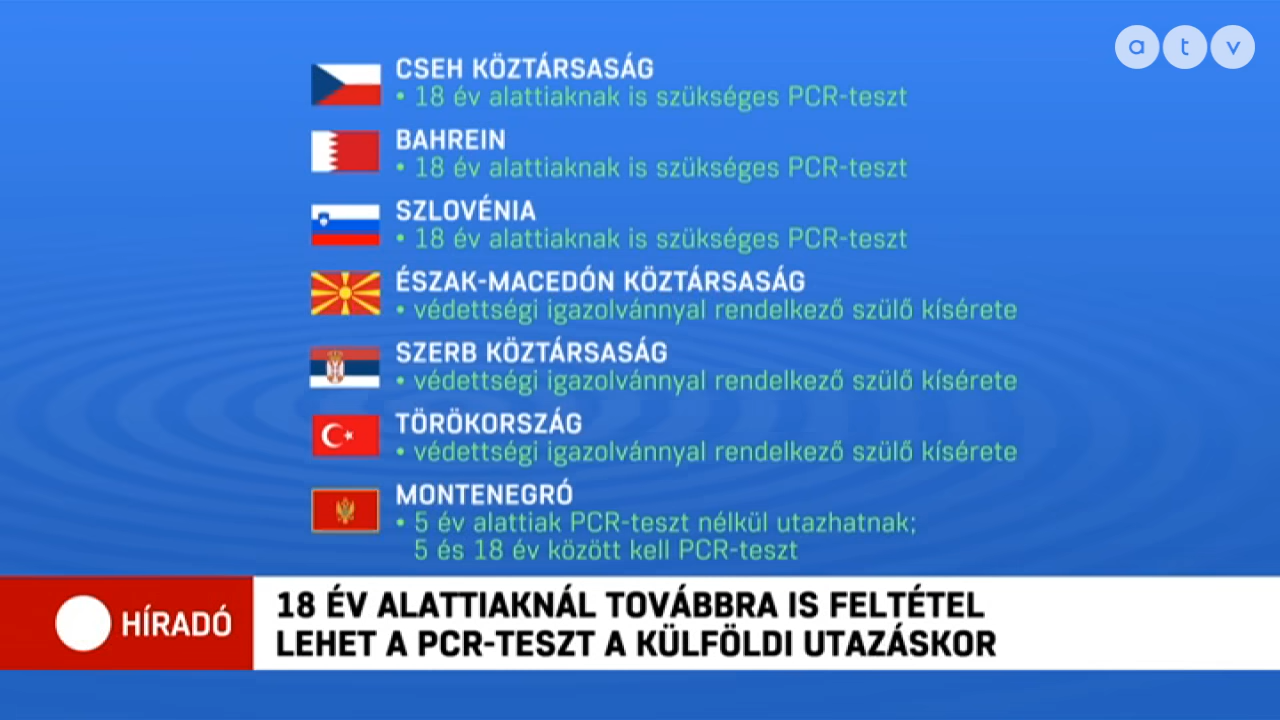 a t v
CSEH KÖZTÁRSASÁG
• 18 év alattiaknak is szükséges PCR-teszt
BAHREIN
• 18 év alattiaknak is szükséges PCR-teszt
SZLOVÉNIA
• 18 év alattiaknak is szükséges PCR-teszt
ÉSZAK-MACEDÓN KÖZTÁRSASÁG
• védettségi igazolvánnyal rendelkező szülő kísérete
SZERB KÖZTÁRSASÁG
• védettségi igazolvánnyal rendelkező szülő kísérete
TÖRÖKORSZÁG
• védettségi igazolvánnyal rendelkező szülő kísérete
MONTENEGRÓ
• 5 év alattiak PCR-teszt nélkül utazhatnak;
5 és 18 év között kell PCR-teszt
HÍRADÓ
18 ÉV ALATTIAKNÁL TOVÁBBRA IS FELTÉTEL
LEHET A PCR-TESZT A KÜLFÖLDI UTAZÁSKOR